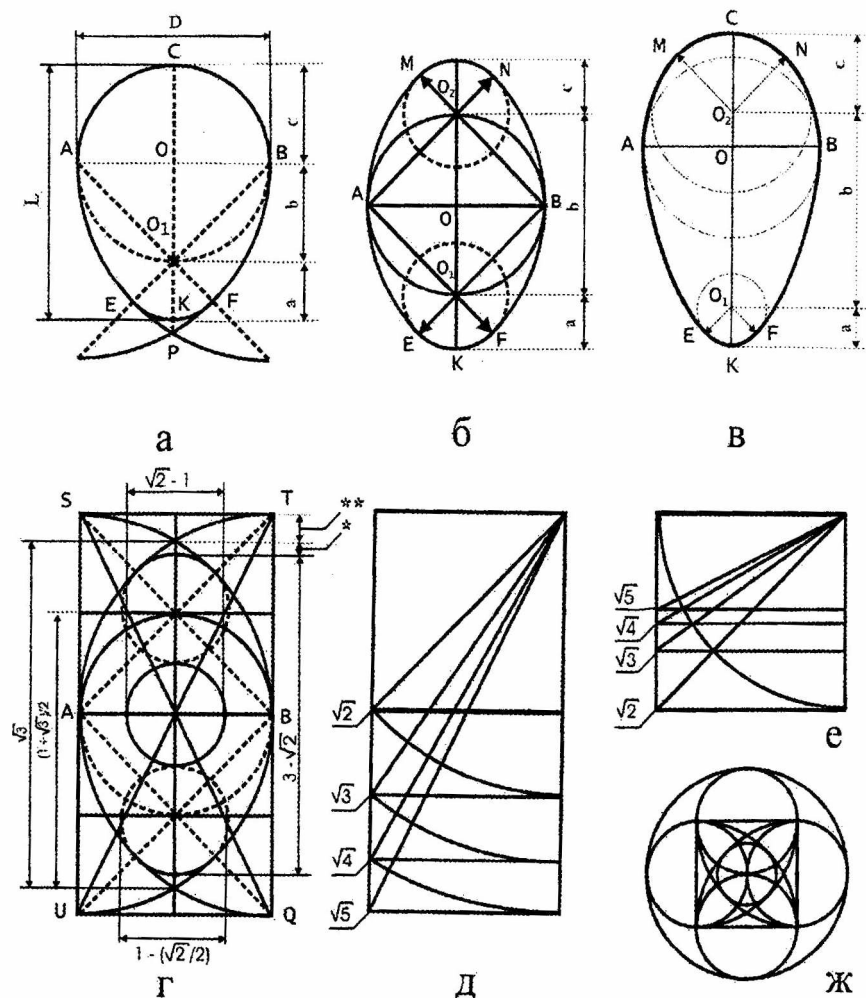 D
C
A
O
B
O₁
E
K
F
P
L
c
b
a
а
M
N
O₂
A
O
B
O₁
E
F
K
c
b
a
б
C
M
N
O₂
A
O
B
O₁
E
F
K
c
b
a
в
√2 - 1
S
T
**
*
A
B
√3
(1+√3)/2
3 - √2
U
Q
1 - (√2/2)
г
√2
√3
√4
√5
д
√5
√4
√3
√2
е
ж